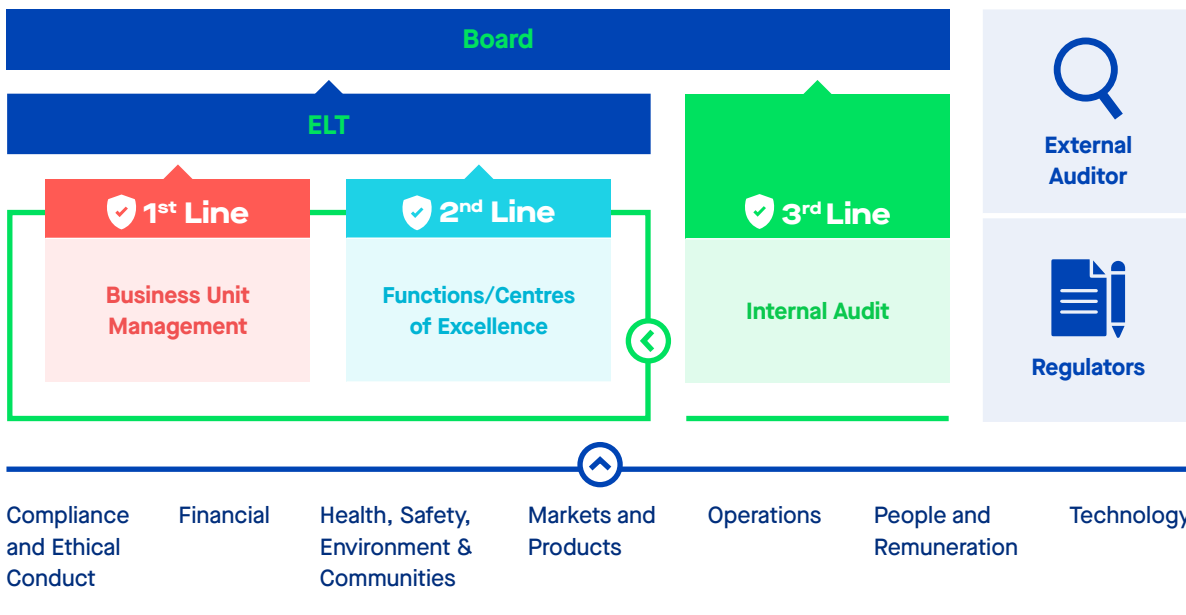 Board
ELT
1st Line
2nd Line
3rd Line
Business Unit
Management
Functions/Centres
of Excellence
Internal Audit
External
Auditor
Regulators
Compliance
and Ethical
Conduct
Financial
Health, Safety,
Environment &
Communities
Markets and
Products
Operations
People and
Remuneration
Technology